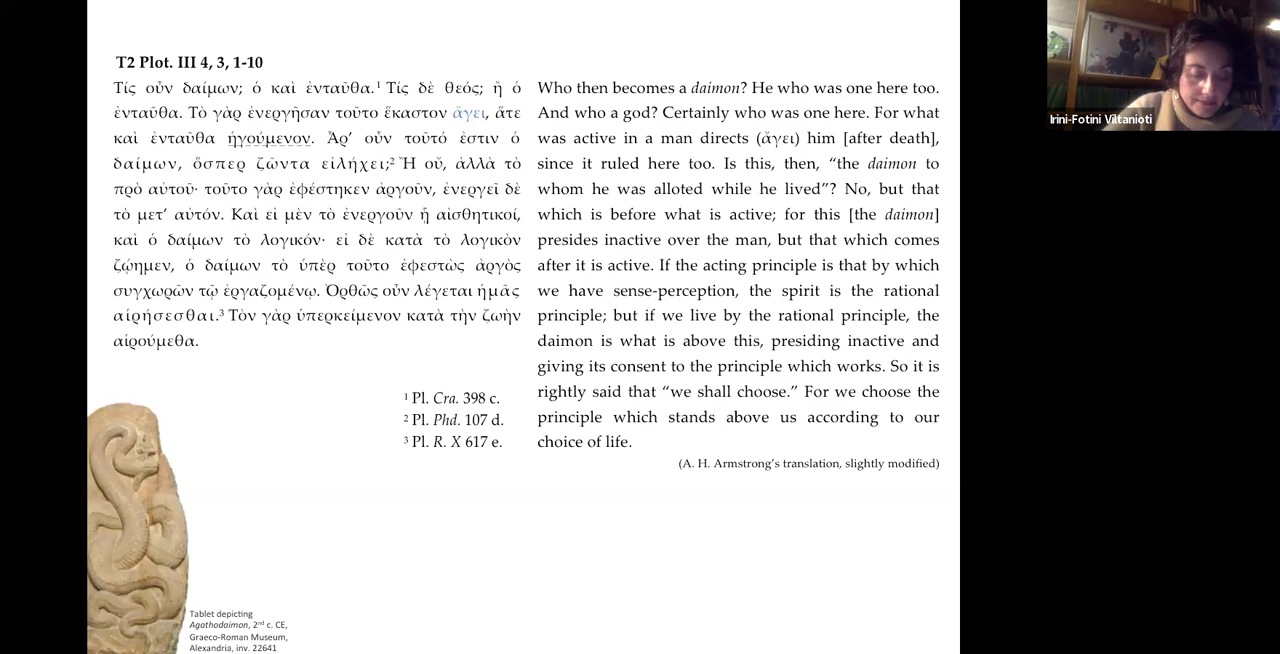 T2 Plot. III 4, 3, 1-10
Τίς οὖν δαίμων; ὁ καὶ ἐνταῦθα.¹ Τίς δὲ θεός; ἢ ὁ
ἐνταῦθα. Τὸ γὰρ ἐνεργῆσαν τοῦτο ἕκαστον ἄγει, ἅτε
καὶ ἐνταῦθα ἡγούμενον. Ἆρ’ οὖν τοῦτό ἐστιν ὁ
δαίμων, ὅσπερ ζῶντα εἰλήχει;² Ἢ οὔ, ἀλλὰ τὸ
πρὸ αὐτοῦ· τοῦτο γὰρ ἐφέστηκεν ἀργοῦν, ἐνεργεῖ δὲ
τὸ μετ’ αὐτόν. Καὶ εἰ μὲν τὸ ἐνεργοῦν ᾗ αἰσθητικοί,
καὶ ὁ δαίμων τὸ λογικόν· εἰ δὲ κατὰ τὸ λογικὸν
ζῴημεν, ὁ δαίμων τὸ ὑπὲρ τοῦτο ἐφεστὼς ἀργὸς
συγχωρῶν τῷ ἐργαζομένῳ. Ὀρθῶς οὖν λέγεται ἡμᾶς
αἱρήσεσθαι.³ Τὸν γὰρ ὑπερκείμενον κατὰ τὴν ζωὴν
αἱρούμεθα.
¹ Pl. Cra. 398 c.
² Pl. Phd. 107 d.
³ Pl. R. X 617 e.
Who then becomes a daimon? He who was one here too.
And who a god? Certainly who was one here. For what
was active in a man directs (ἄγει) him [after death],
since it ruled here too. Is this, then, “the daimon to
whom he was alloted while he lived”? No, but that
which is before what is active; for this [the daimon]
presides inactive over the man, but that which comes
after it is active. If the acting principle is that by which
we have sense-perception, the spirit is the rational
principle; but if we live by the rational principle, the
daimon is what is above this, presiding inactive and
giving its consent to the principle which works. So it is
rightly said that “we shall choose.” For we choose the
principle which stands above us according to our
choice of life.
(A. H. Armstrong’s translation, slightly modified)
Tablet depicting
Agathodaimon, 2nd c. CE,
Graeco-Roman Museum,
Alexandria, inv. 22641
Irini-Fotini Viltanioti